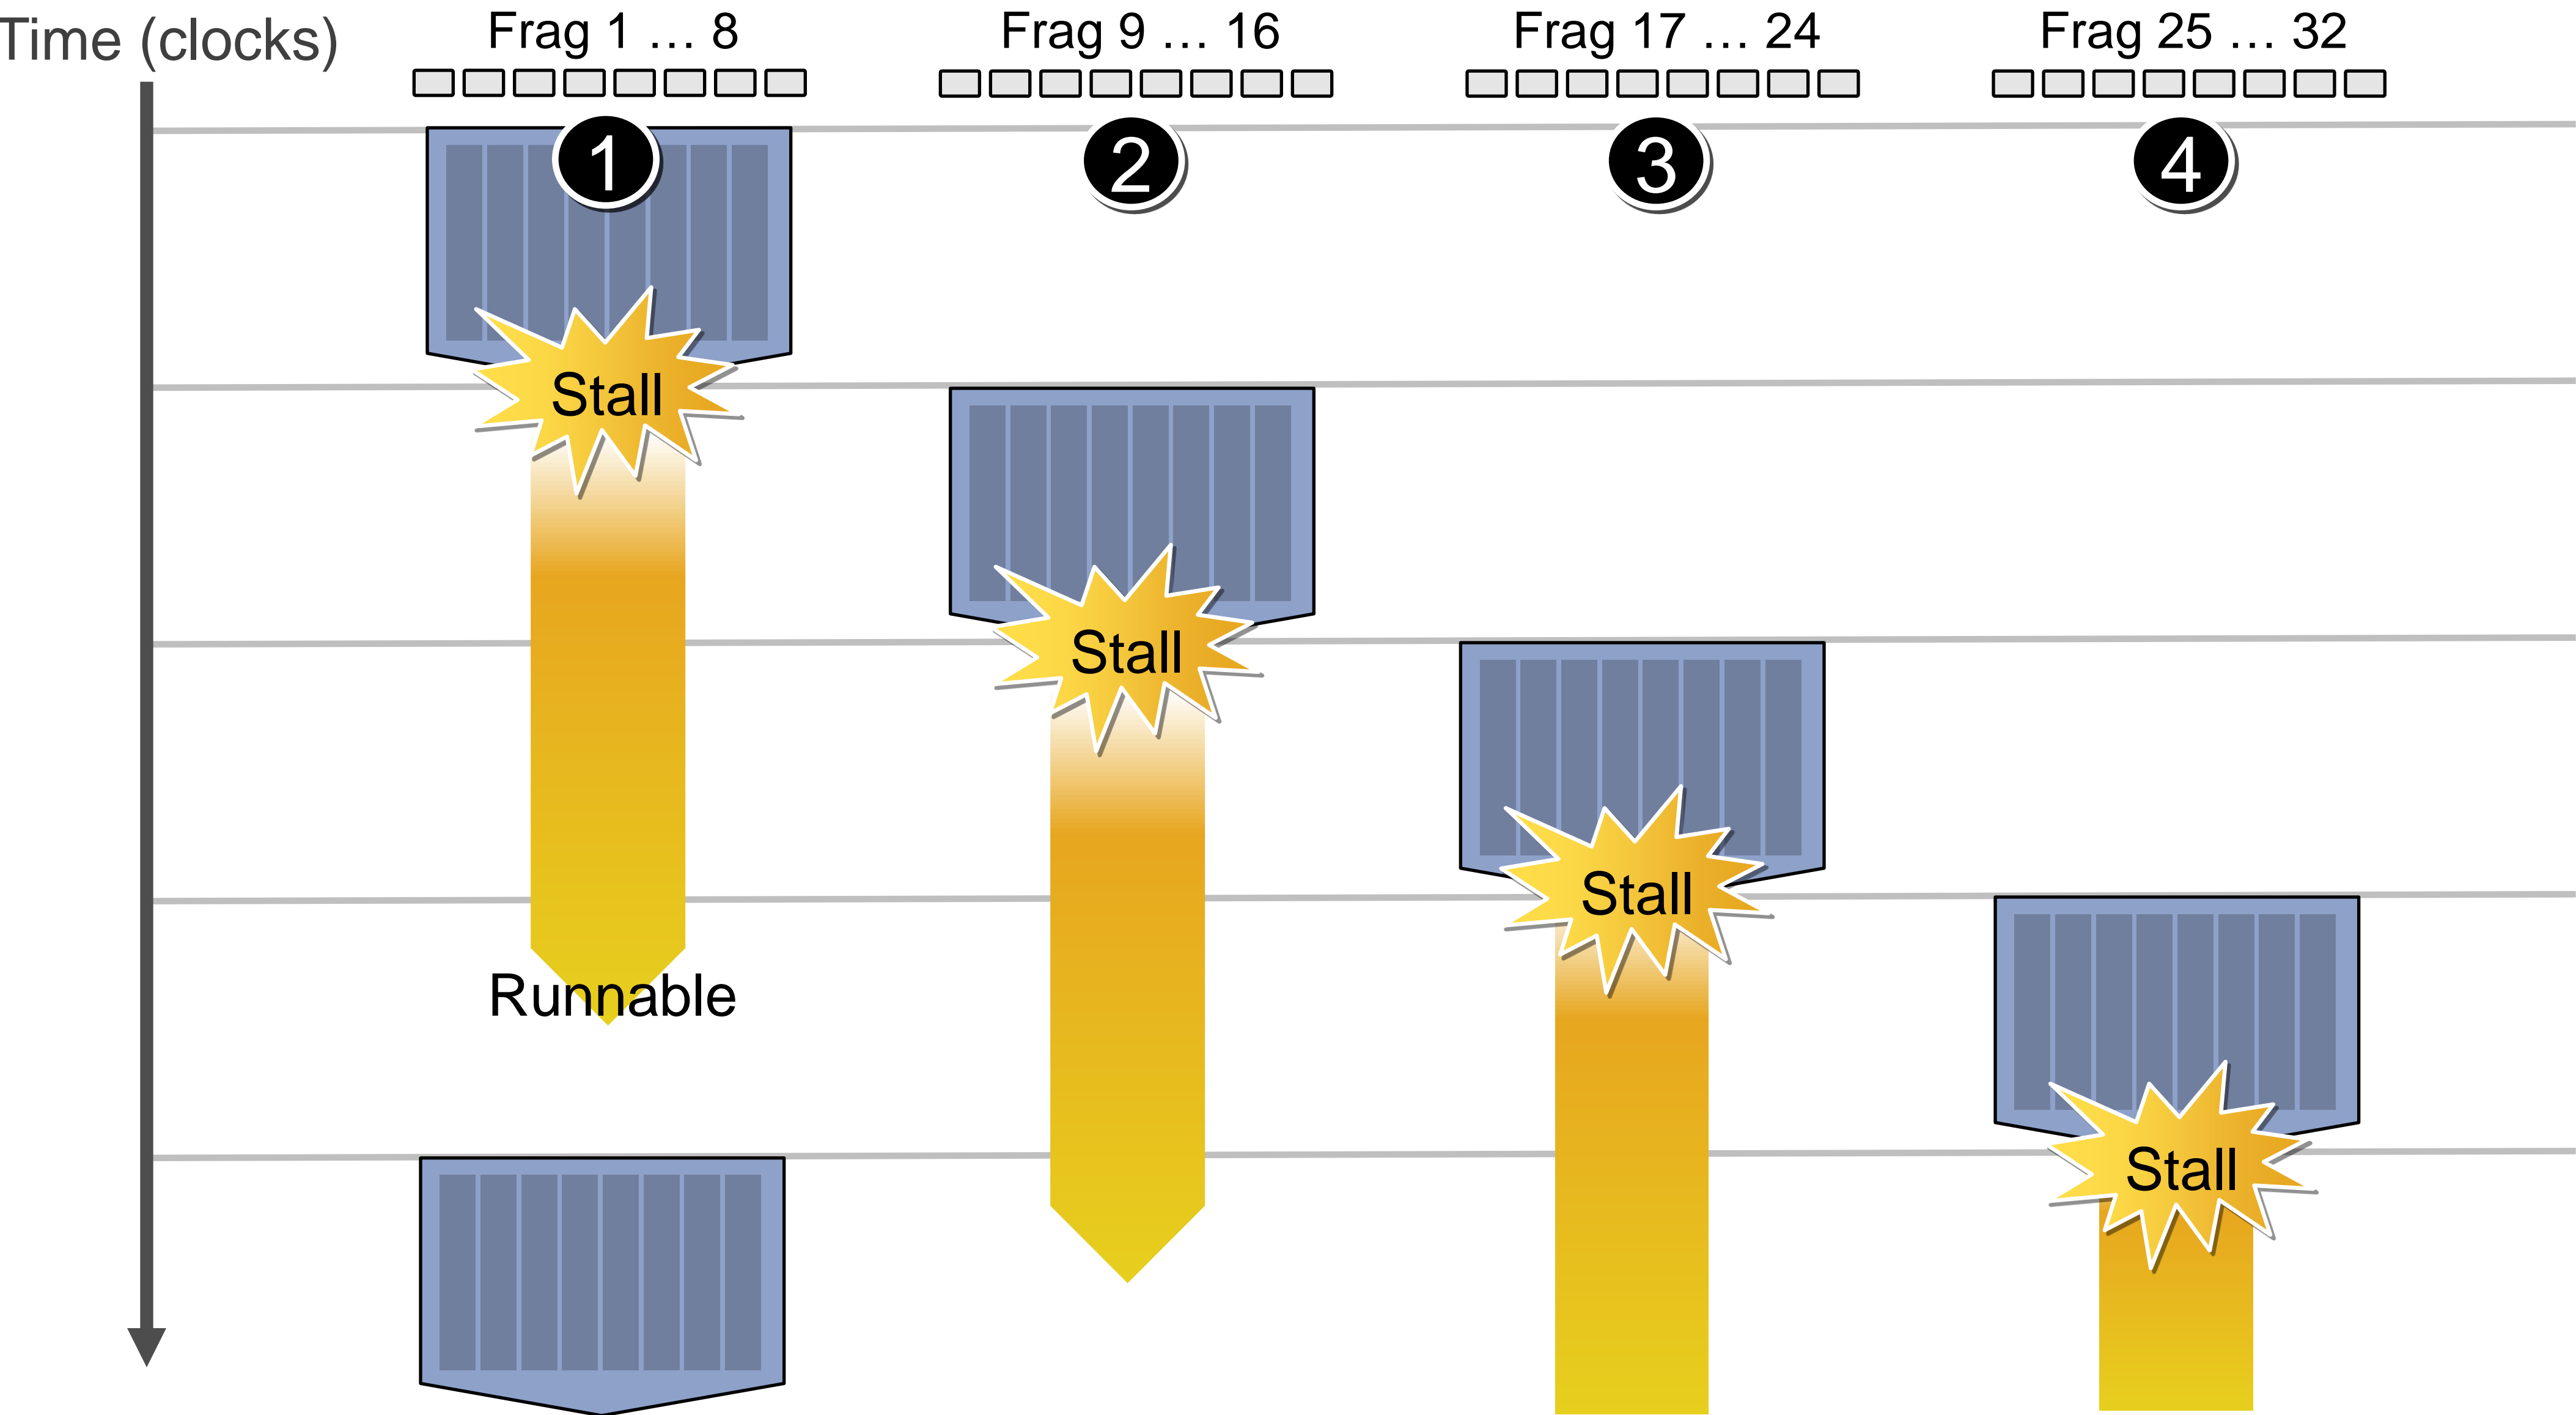 Time (clocks)
Frag 1 … 8
Frag 9 … 16
Frag 17 … 24
Frag 25 … 32
1
2
3
4
Stall
Stall
Stall
Runnable
Stall